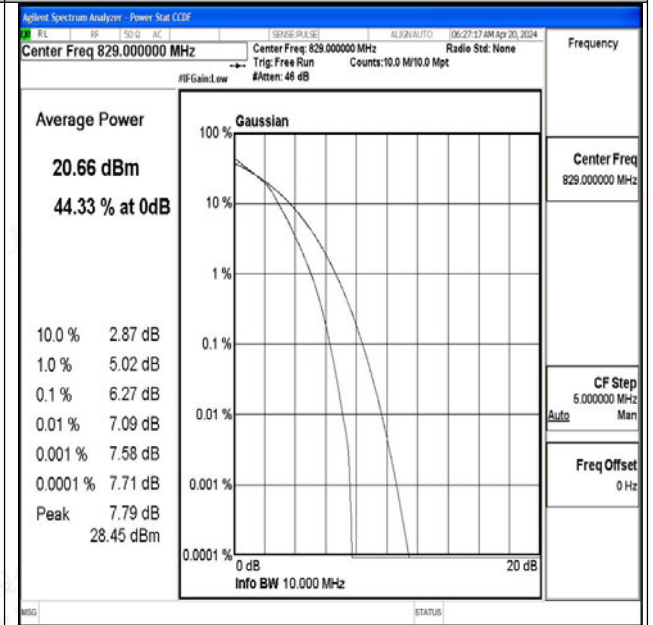 Agilent Spectrum Analyzer - Power Stat CCDF
RL RF 50 Ω AC SENSE:PULSE ALIGNAUTO 06:27:17 AM Apr 20, 2024
Center Freq 829.000000 MHz
Center Freq: 829.000000 MHz Radio Std: None
Trig: Free Run Counts:10.0 M/10.0 Mpt
#IFGain:Low #Atten: 46 dB
Frequency
Average Power
20.66 dBm
44.33 % at 0dB
10.0 % 2.87 dB
1.0 % 5.02 dB
0.1 % 6.27 dB
0.01 % 7.09 dB
0.001 % 7.58 dB
0.0001 % 7.71 dB
Peak 7.79 dB
28.45 dBm
Gaussian
100 %
10 %
1 %
0.1 %
0.01 %
0.001 %
0.0001 %
0 dB 20 dB
Info BW 10.000 MHz
Center Freq
829.000000 MHz
CF Step
5.000000 MHz
Auto Man
Freq Offset
0 Hz
MSG STATUS